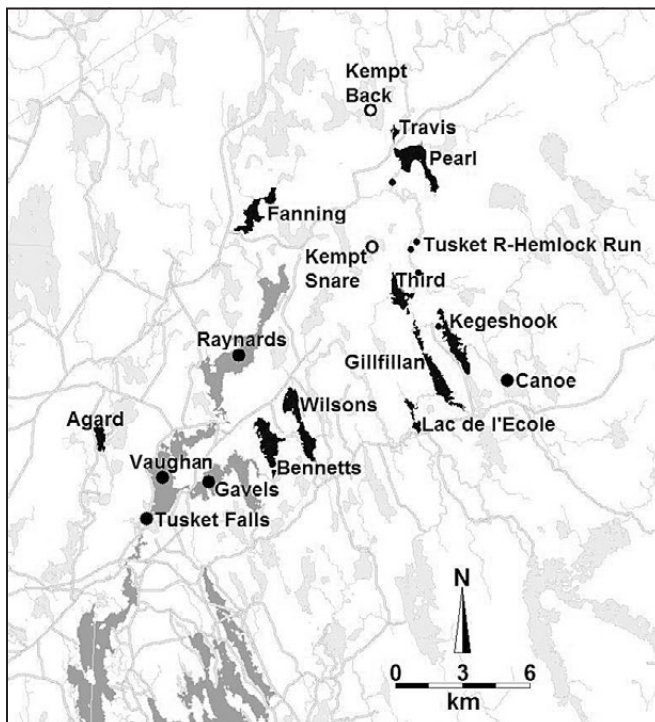 Kempt
Back
Travis
Pearl
Fanning
Tusket R-Hemlock Run
Kempt
Snare
Third
Kegeshook
Raynards
Gillfillan
Canoe
Wilsons
Agard
Lac de l'Ecole
Vaughan
Bennetts
Gavels
Tusket Falls
N
0 3 6
km